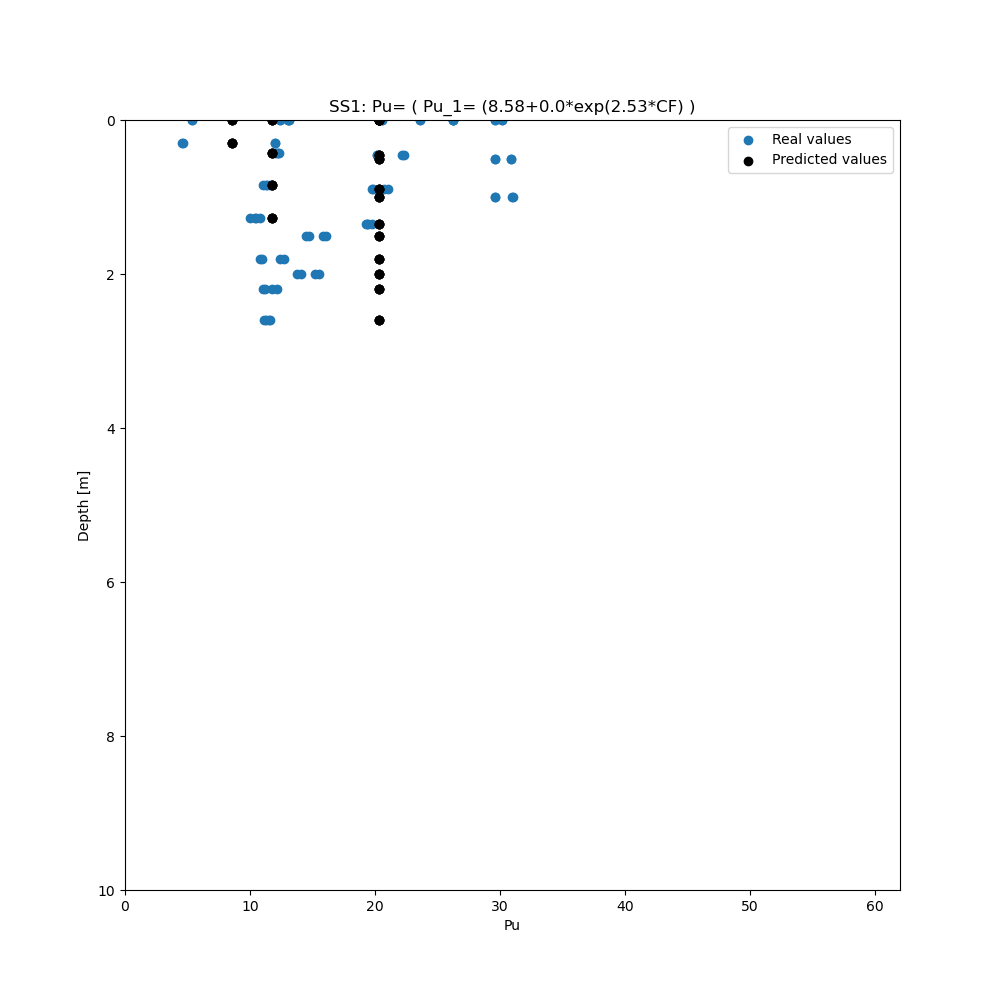 SS1: Pu= ( Pu_1= (8.58+0.0*exp(2.53*CF) )
Real values
Predicted values
0
2
4
6
8
10
Depth [m]
0 10 20 30 40 50 60
Pu